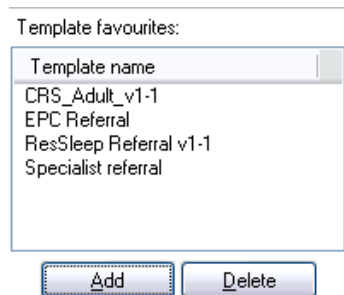 Template favourites:
Template name
CRS_Adult_v1-1
EPC Referral
ResSleep Referral v1-1
Specialist referral
Add Delete